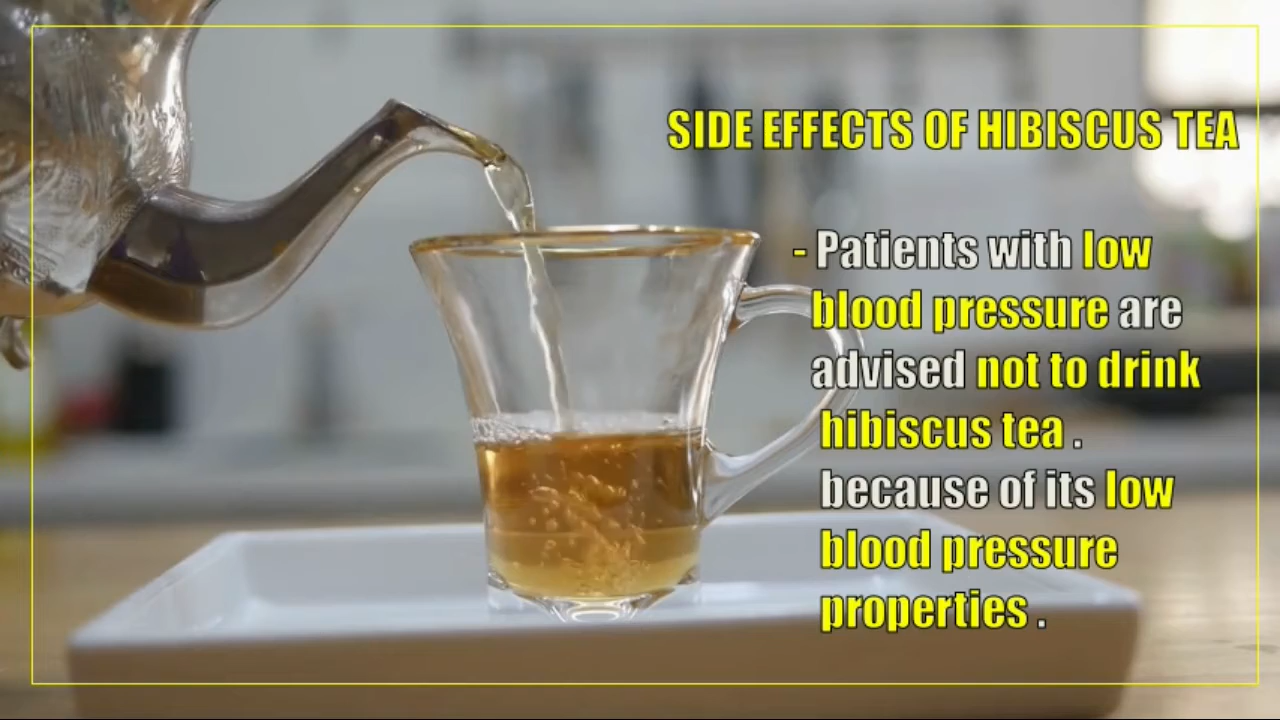 SIDE EFFECTS OF HIBISCUS TEA
- Patients with low
blood pressure are
advised not to drink
hibiscus tea .
because of its low
blood pressure
properties .